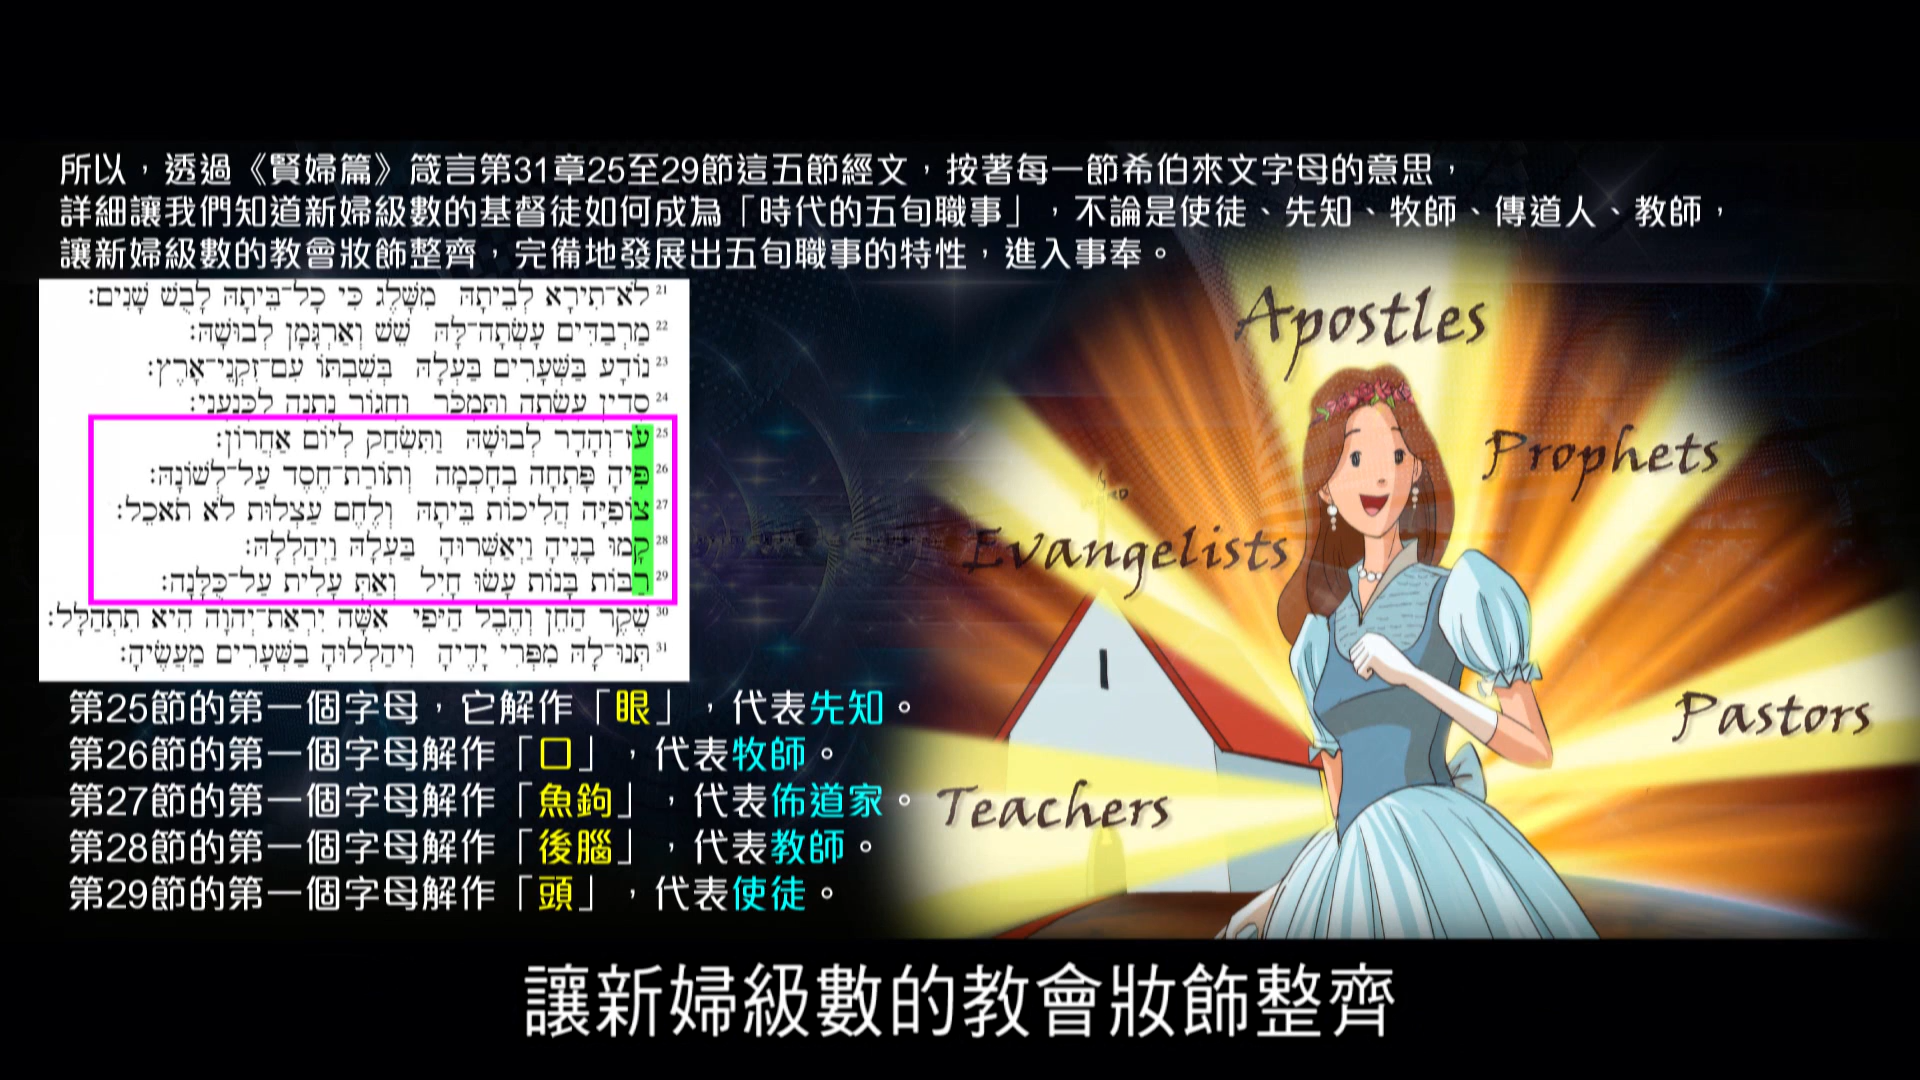 所以，透過《賢婦篇》箴言第31章25至29節這五節經文，按著每一節希伯來文字母的意思，
詳細讓我們知道新婦級數的基督徒如何成為「時代的五旬職事」，不論是使徒、先知、牧師、傳道人、教師，
讓新婦級數的教會妝飾整齊，完備地發展出五旬職事的特性，進入事奉。
21 לֹא־תִירָא לְבֵיתָהּ מִשָּׁלֶג כִּי כָל־בֵּיתָהּ לָבֻשׁ שָׁנִים׃
22 מַרְבַדִּים עָשְׂתָה־לָּהּ שֵׁשׁ וְאַרְגָּמָן לְבוּשָׁהּ׃
23 נוֹדָע בַּשְּׁעָרִים בַּעְלָהּ בְּשִׁבְתּוֹ עִם־זִקְנֵי־אָרֶץ׃
24 סָדִין עָשְׂתָה וַתִּמְכֹּר וַחֲגוֹר נָתְנָה לַכְּנַעֲנִי׃
25 עֹז־וְהָדָר לְבוּשָׁהּ וַתִּשְׂחַק לְיוֹם אַחֲרוֹן׃
26 פִּיהָ פָּתְחָה בְחָכְמָה וְתוֹרַת־חֶסֶד עַל־לְשׁוֹנָהּ׃
27 צוֹפִיָּה הֲלִיכוֹת בֵּיתָהּ וְלֶחֶם עַצְלוּת לֹא תֹאכֵל׃
28 קָמוּ בָנֶיהָ וַיְאַשְּׁרוּהָ בַּעְלָהּ וַיְהַלְלָהּ׃
29 רַבּוֹת בָּנוֹת עָשׂוּ חָיִל וְאַתְּ עָלִית עַל־כֻּלָּנָה׃
30 שֶׁקֶר הַחֵן וְהֶבֶל הַיֹּפִי אִשָּׁה יִרְאַת־יְהוָה הִיא תִתְהַלָּל׃
31 תְּנוּ־לָהּ מִפְּרִי יָדֶיהָ וִיהַלְלוּהָ בַשְּׁעָרִים מַעֲשֶׂיהָ׃
Apostles
Prophets
Evangelists
Pastors
Teachers
第25節的第一個字母，它解作「眼」，代表先知。
第26節的第一個字母解作「口」，代表牧師。
第27節的第一個字母解作「魚鉤」，代表佈道家。
第28節的第一個字母解作「後腦」，代表教師。
第29節的第一個字母解作「頭」，代表使徒。
讓新婦級數的教會妝飾整齊